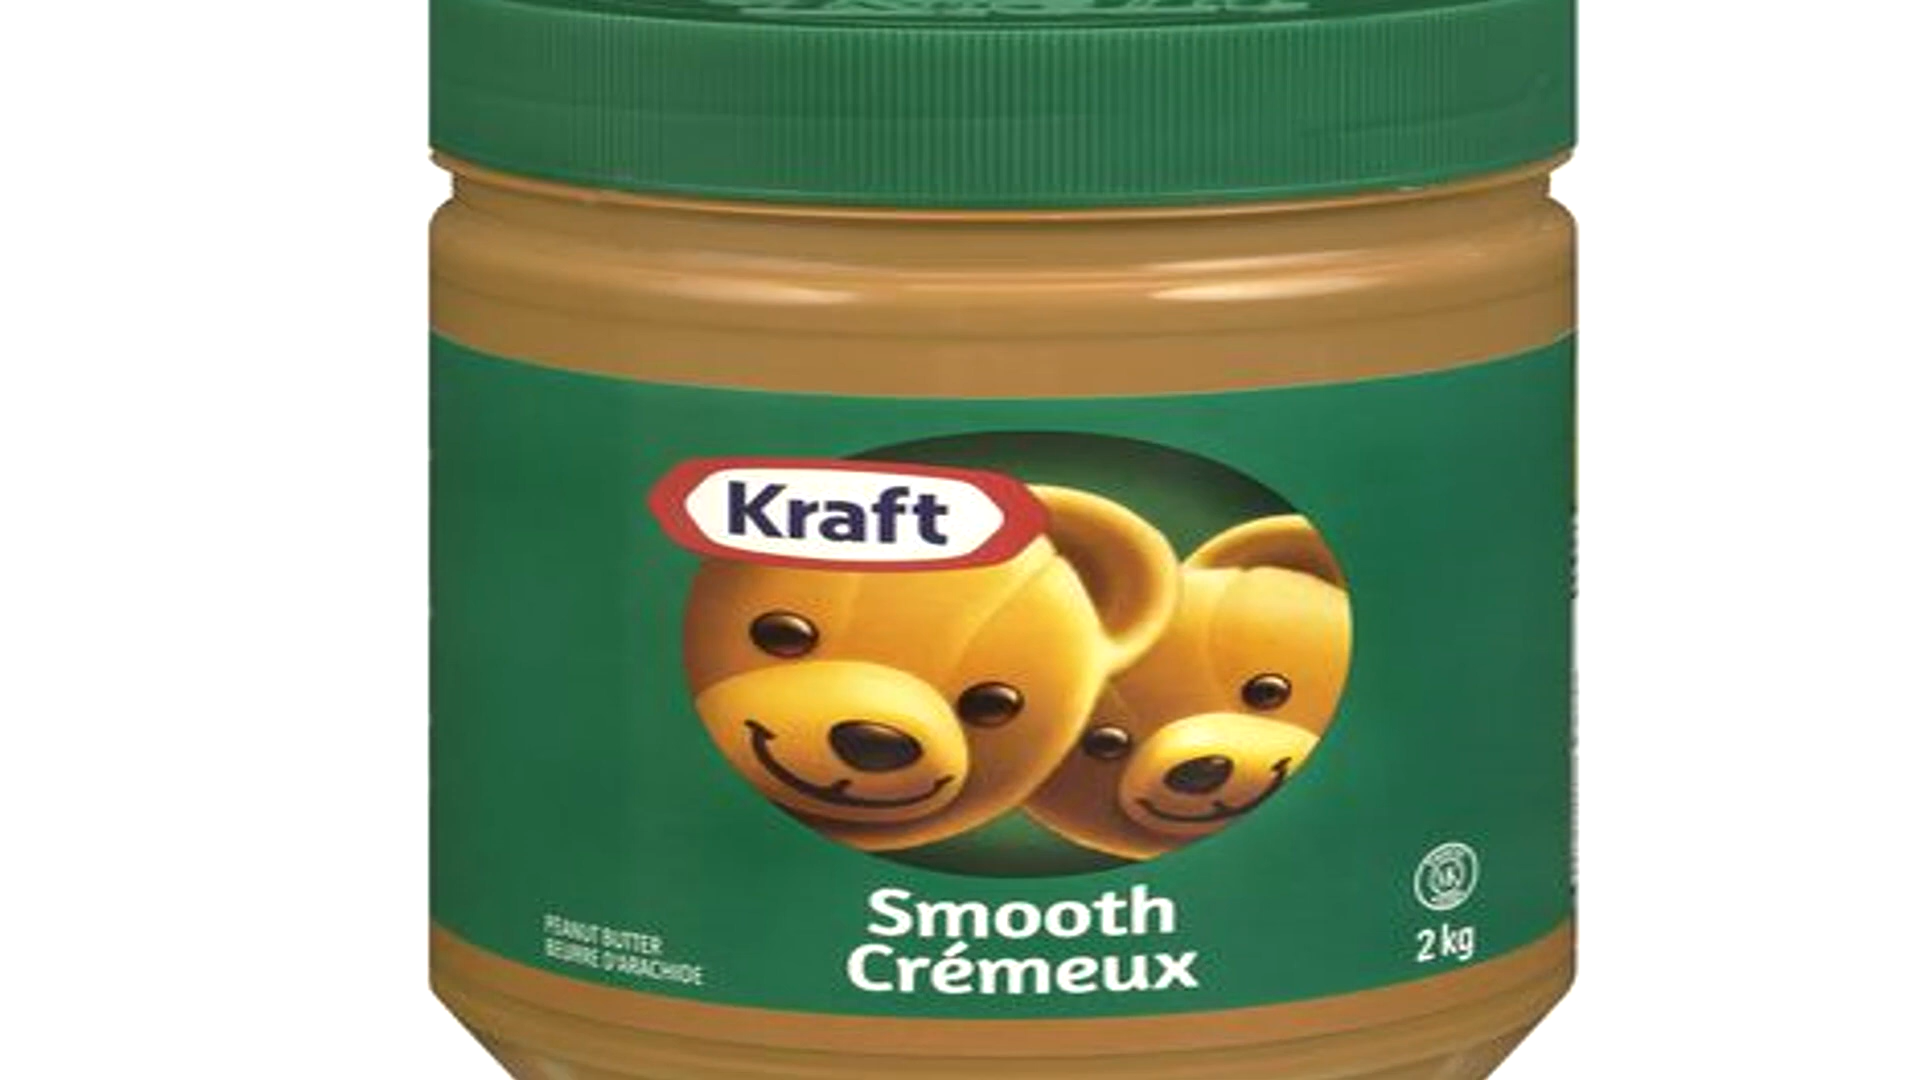 Kraft
Smooth
Crémeux
PEANUT BUTTER
BEURRE D'ARACHIDE
2 kg